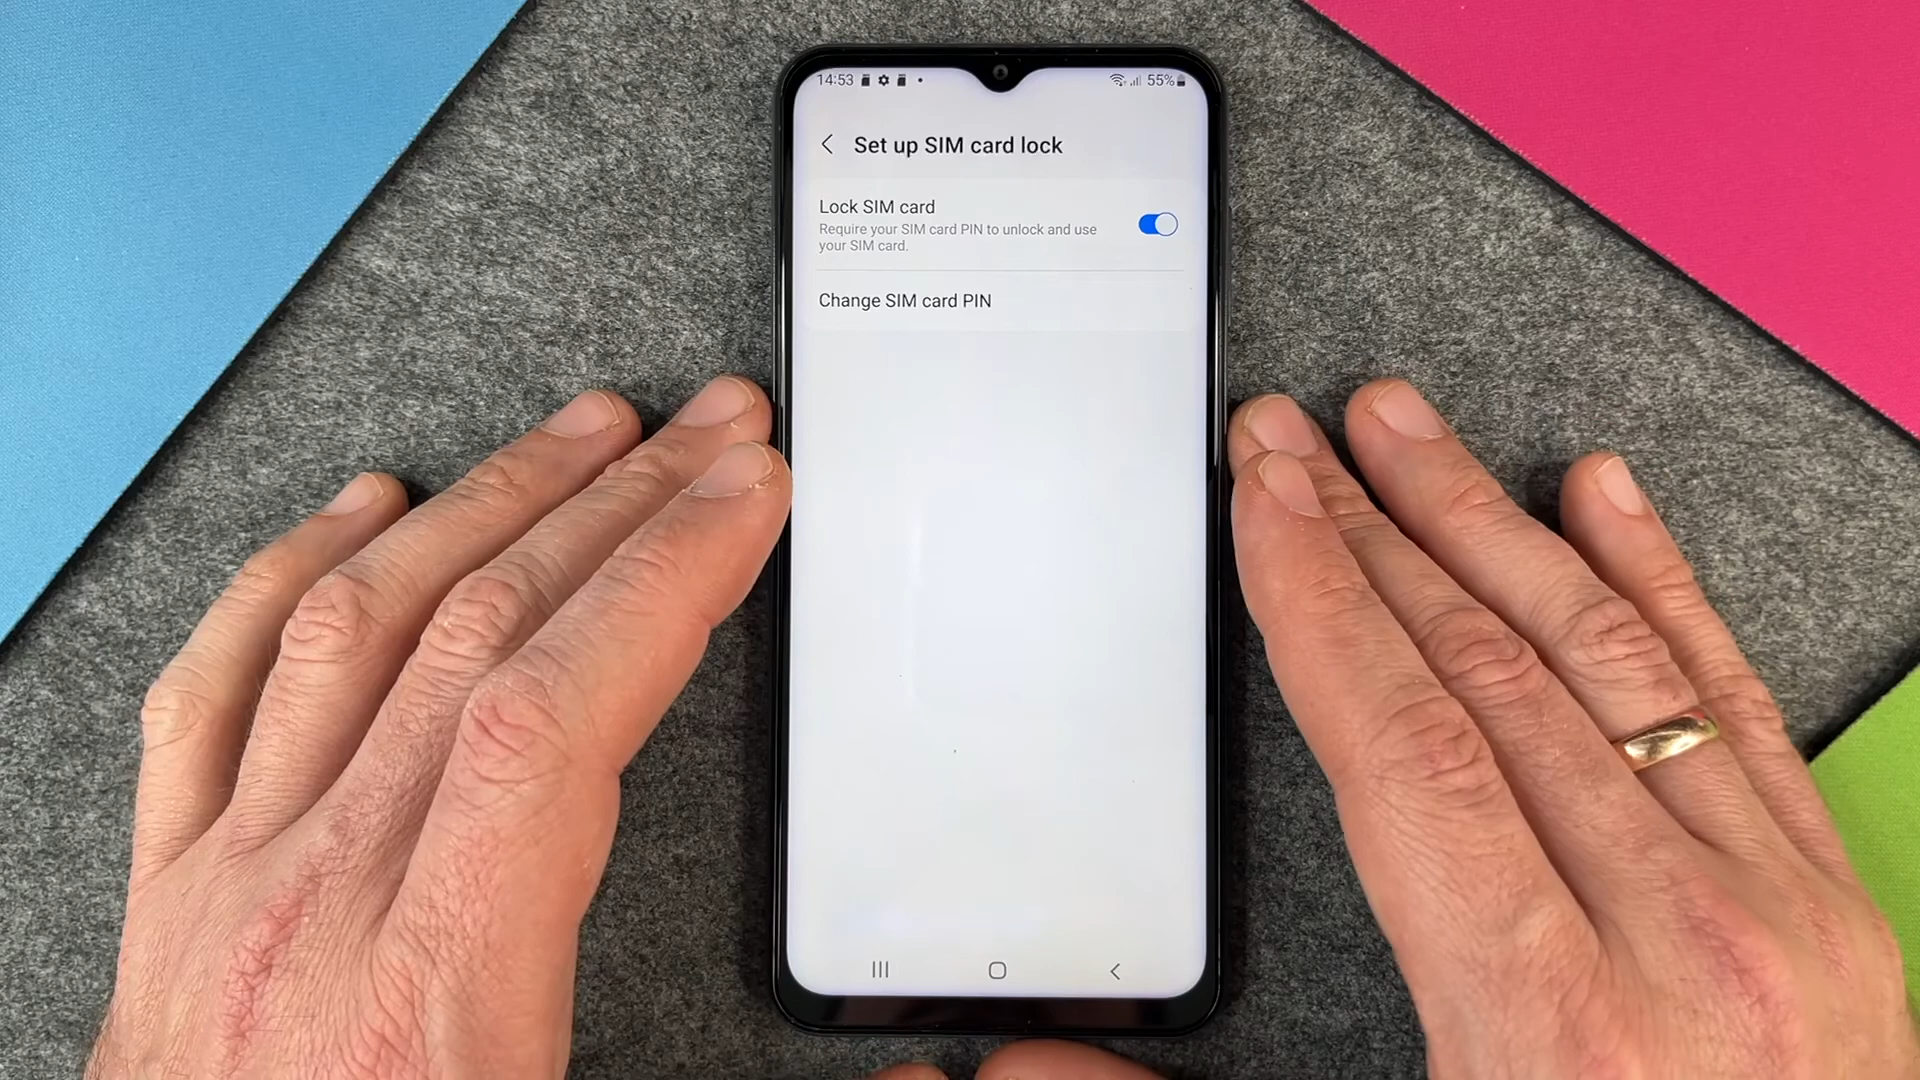 14:53 55%
Set up SIM card lock
Lock SIM card
Require your SIM card PIN to unlock and use
your SIM card.
Change SIM card PIN